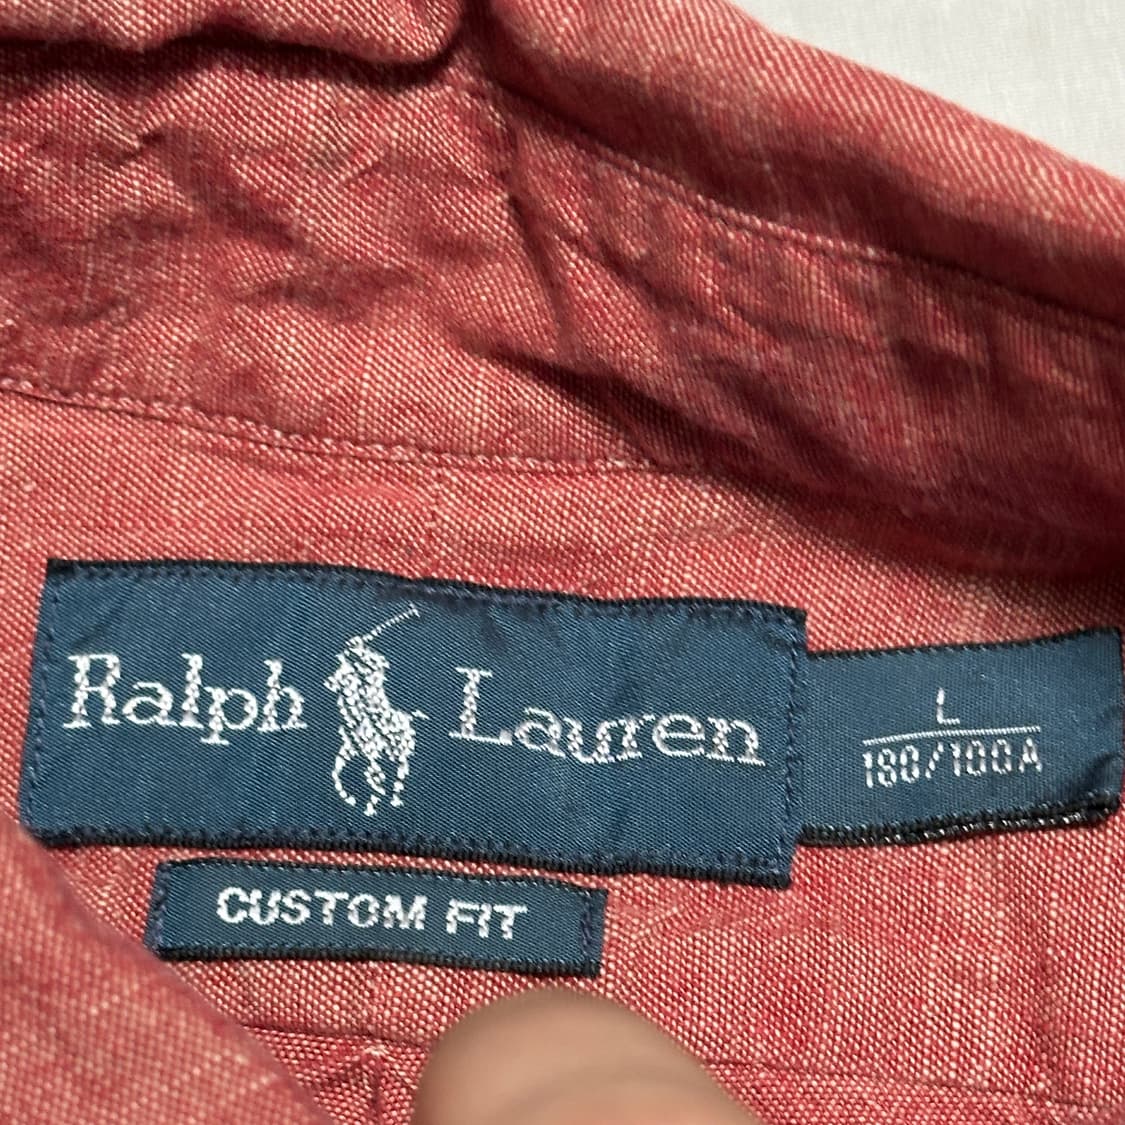 Ralph Lauren
L
180/100A
CUSTOM FIT